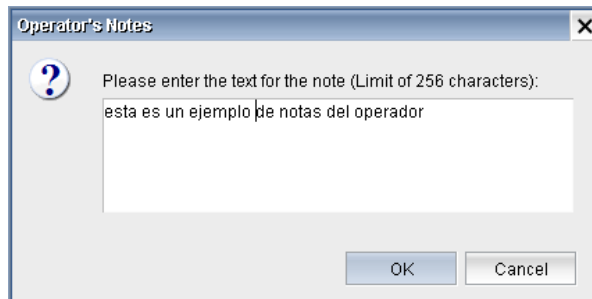 Operator's Notes
Please enter the text for the note (Limit of 256 characters):
esta es un ejemplo de notas del operador
OK
Cancel